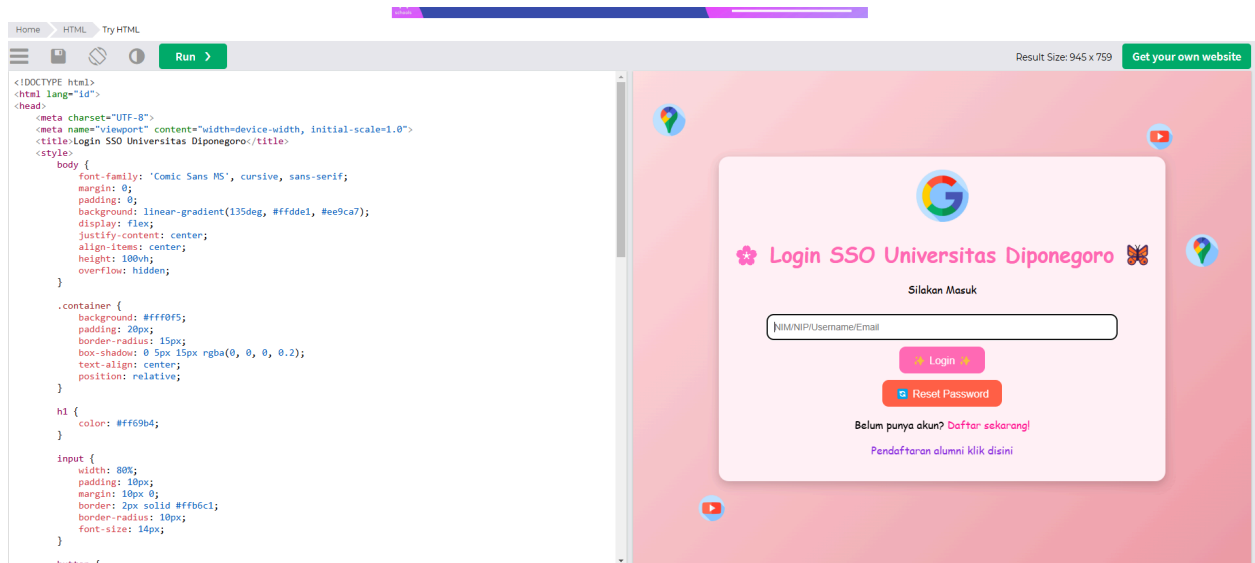 schools
Home
HTML
Try HTML
Run ❯
Result Size: 945 x 759
Get your own website
<!DOCTYPE html>
<html lang="id">
<head>
    <meta charset="UTF-8">
    <meta name="viewport" content="width=device-width, initial-scale=1.0">
    <title>Login SSO Universitas Diponegoro</title>
    <style>
        body {
            font-family: 'Comic Sans MS', cursive, sans-serif;
            margin: 0;
            padding: 0;
            background: linear-gradient(135deg, #ffdde1, #ee9ca7);
            display: flex;
            justify-content: center;
            align-items: center;
            height: 100vh;
            overflow: hidden;
        }
        .container {
            background: #fff0f5;
            padding: 20px;
            border-radius: 15px;
            box-shadow: 0 5px 15px rgba(0, 0, 0, 0.2);
            text-align: center;
            position: relative;
        }
        h1 {
            color: #ff69b4;
        }
        input {
            width: 80%;
            padding: 10px;
            margin: 10px 0;
            border: 2px solid #ffb6c1;
            border-radius: 10px;
            font-size: 14px;
        }
🌸 Login SSO Universitas Diponegoro 🦋
Silakan Masuk
NIM/NIP/Username/Email
✨ Login ✨
🔄 Reset Password
Belum punya akun? Daftar sekarang!
Pendaftaran alumni klik disini